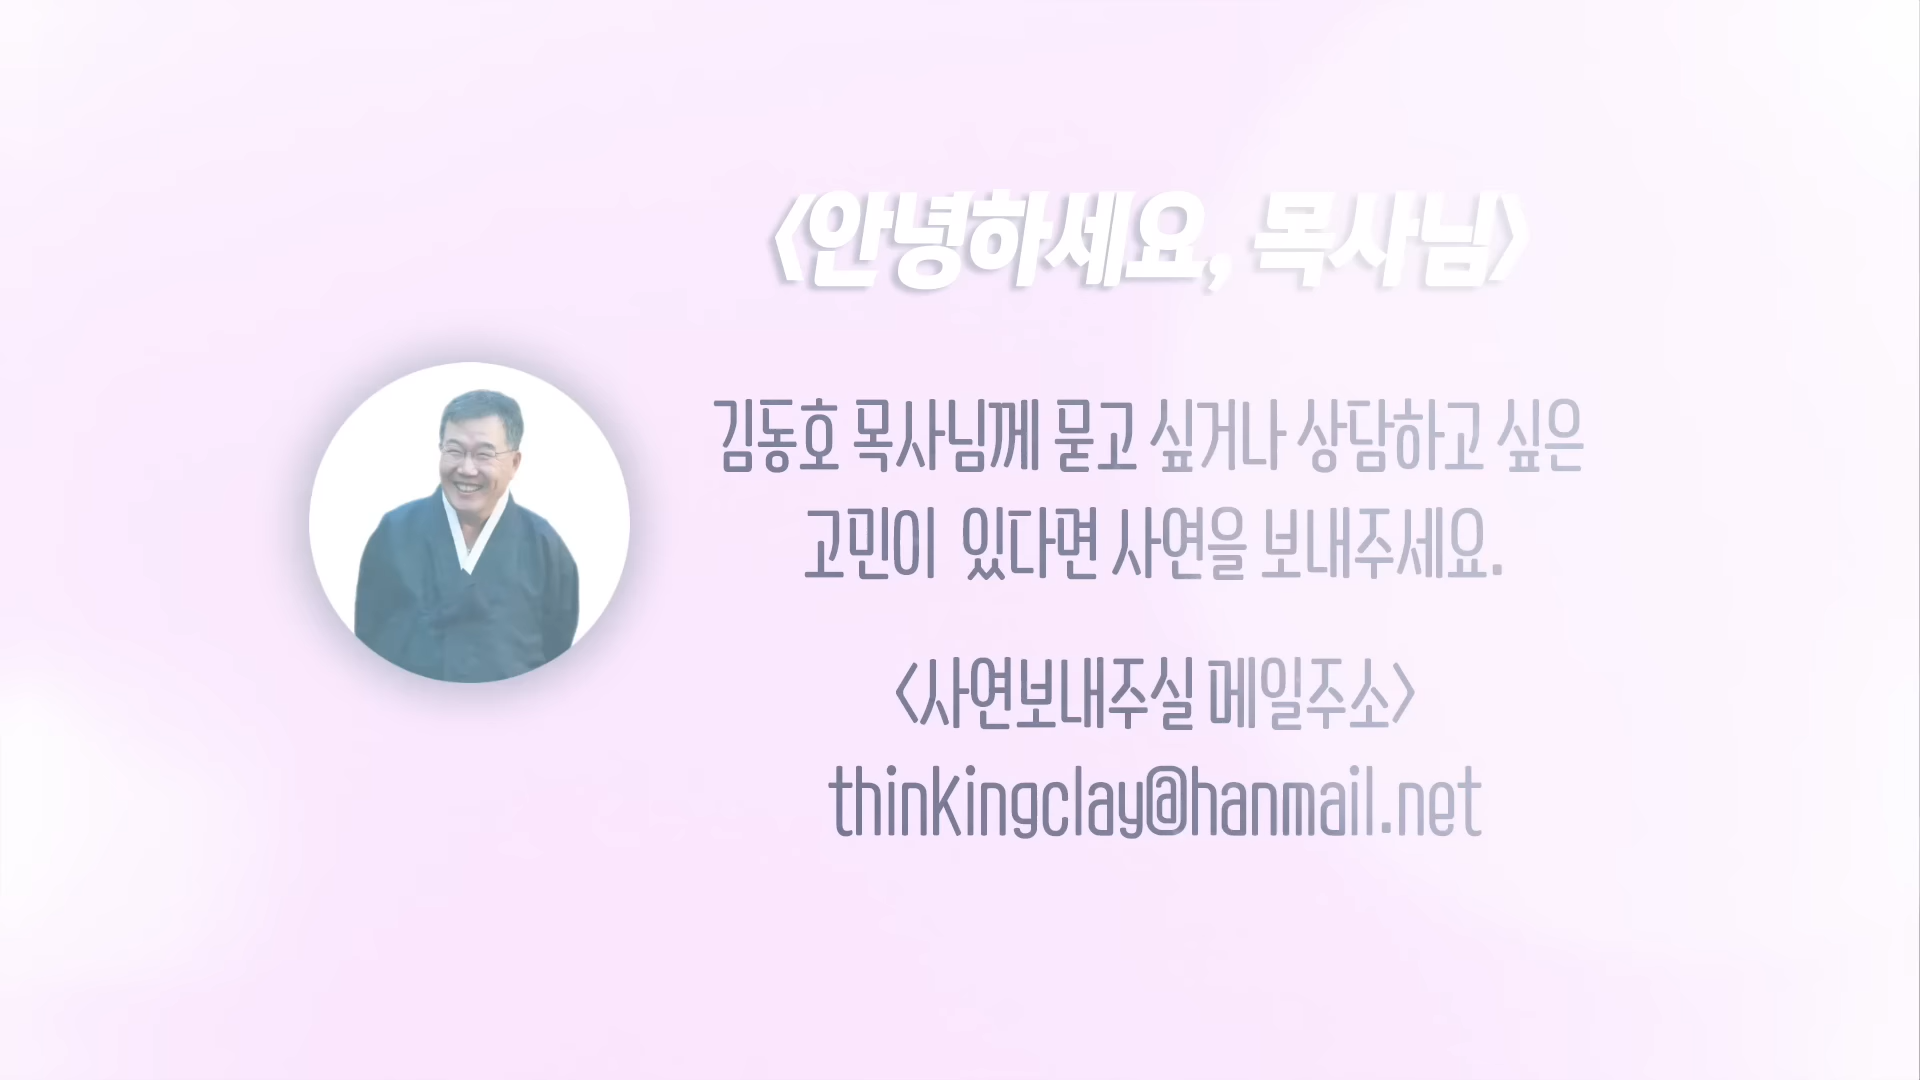 <안녕하세요, 목사님>
김동호 목사님께 묻고 싶거나 상담하고 싶은
고민이 있다면 사연을 보내주세요.
<사연보내주실 메일주소>
thinkingclay@hanmail.net